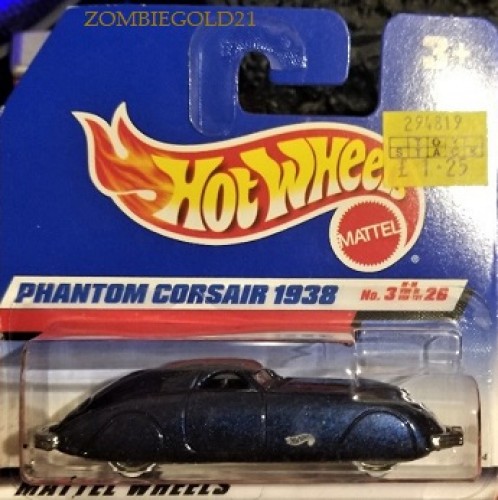 ZOMBIEGOLD21
3+
294819
£1.25
HOT WHEELS
MATTEL
PHANTOM CORSAIR 1938
No. 3
26
MATTEL WHEELS